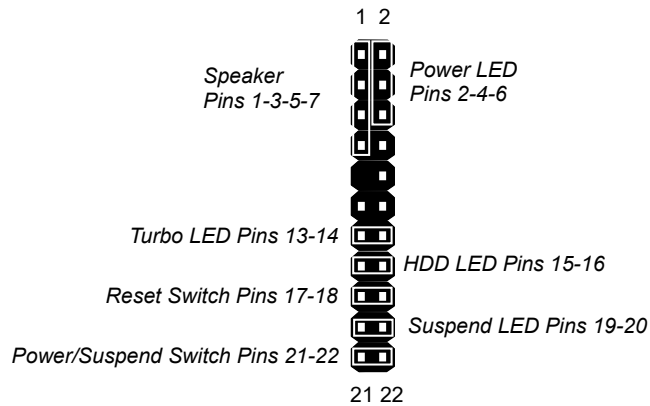 1 2
Speaker
Pins 1-3-5-7
Power LED
Pins 2-4-6
Turbo LED Pins 13-14
HDD LED Pins 15-16
Reset Switch Pins 17-18
Suspend LED Pins 19-20
Power/Suspend Switch Pins 21-22
21 22